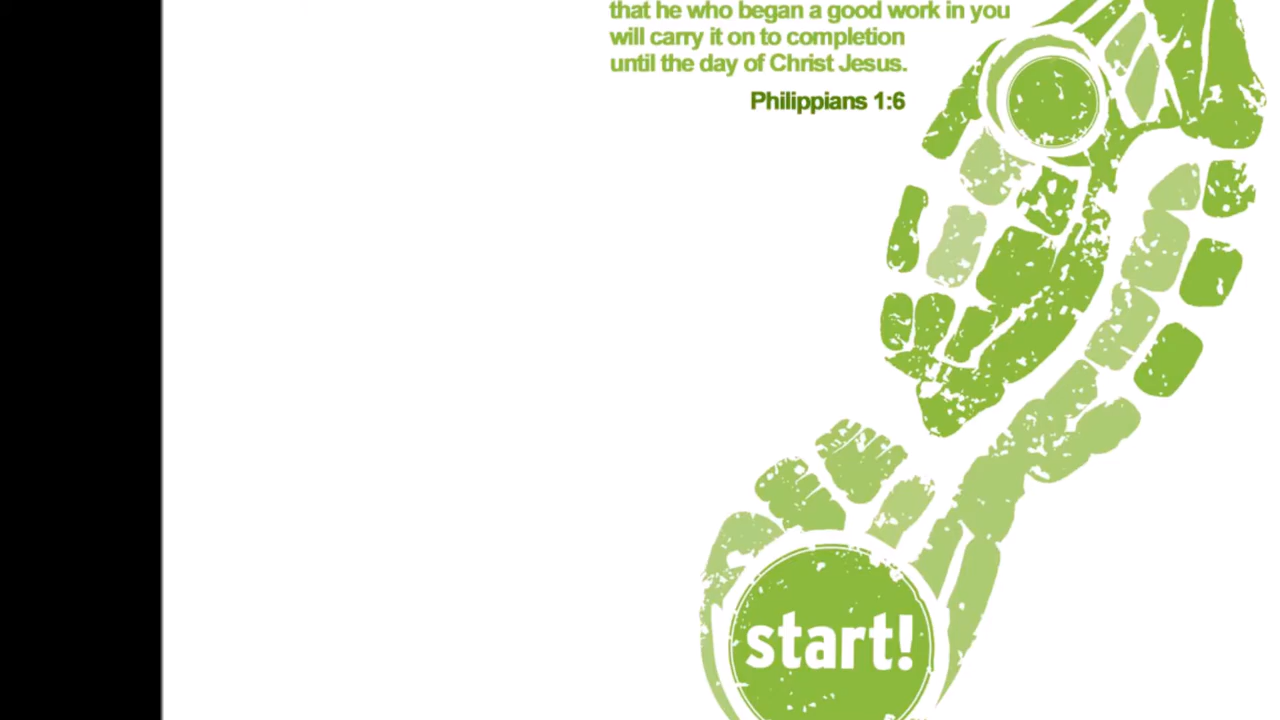 that he who began a good work in you
will carry it on to completion
until the day of Christ Jesus.
Philippians 1:6
start!